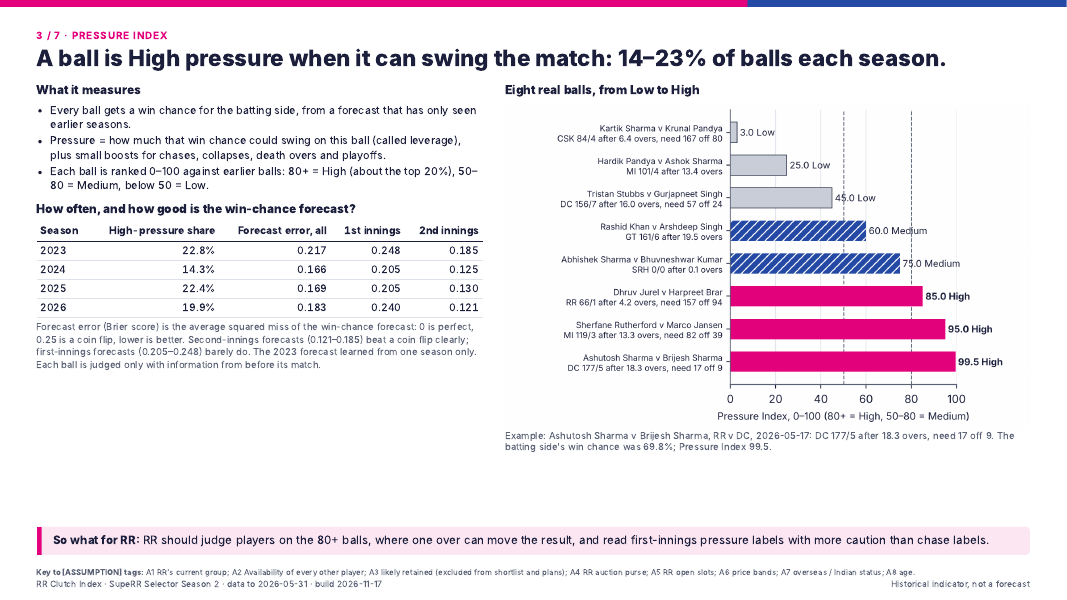 3 / 7 · PRESSURE INDEX
A ball is High pressure when it can swing the match: 14–23% of balls each season.
What it measures
• Every ball gets a win chance for the batting side, from a forecast that has only seen
earlier seasons.
• Pressure = how much that win chance could swing on this ball (called leverage),
plus small boosts for chases, collapses, death overs and playoffs.
• Each ball is ranked 0–100 against earlier balls: 80+ = High (about the top 20%), 50–
80 = Medium, below 50 = Low.
How often, and how good is the win-chance forecast?
Season High-pressure share Forecast error, all 1st innings 2nd innings
2023 22.8% 0.217 0.248 0.185
2024 14.3% 0.166 0.205 0.125
2025 22.4% 0.169 0.205 0.130
2026 19.9% 0.183 0.240 0.121
Forecast error (Brier score) is the average squared miss of the win-chance forecast: 0 is perfect,
0.25 is a coin flip, lower is better. Second-innings forecasts (0.121–0.185) beat a coin flip clearly;
first-innings forecasts (0.205–0.248) barely do. The 2023 forecast learned from one season only.
Each ball is judged only with information from before its match.
Eight real balls, from Low to High
Kartik Sharma v Krunal Pandya
CSK 84/4 after 6.4 overs, need 167 off 80
3.0 Low
Hardik Pandya v Ashok Sharma
MI 101/4 after 13.4 overs
25.0 Low
Tristan Stubbs v Gurjapneet Singh
DC 156/7 after 16.0 overs, need 57 off 24
45.0 Low
Rashid Khan v Arshdeep Singh
GT 161/6 after 19.5 overs
60.0 Medium
Abhishek Sharma v Bhuvneshwar Kumar
SRH 0/0 after 0.1 overs
75.0 Medium
Dhruv Jurel v Harpreet Brar
RR 66/1 after 4.2 overs, need 157 off 94
85.0 High
Sherfane Rutherford v Marco Jansen
MI 119/3 after 13.3 overs, need 82 off 39
95.0 High
Ashutosh Sharma v Brijesh Sharma
DC 177/5 after 18.3 overs, need 17 off 9
99.5 High
0 20 40 60 80 100
Pressure Index, 0–100 (80+ = High, 50–80 = Medium)
Example: Ashutosh Sharma v Brijesh Sharma, RR v DC, 2026-05-17: DC 177/5 after 18.3 overs, need 17 off 9. The
batting side's win chance was 69.8%; Pressure Index 99.5.
So what for RR: RR should judge players on the 80+ balls, where one over can move the result, and read first-innings pressure labels with more caution than chase labels.
Key to [ASSUMPTION] tags: A1 RR's current group; A2 Availability of every other player; A3 likely retained (excluded from shortlist and plans); A4 RR auction purse; A5 RR open slots; A6 price bands; A7 overseas / Indian status; A8 age.
RR Clutch Index · SupeRR Selector Season 2 · data to 2026-05-31 · build 2026-11-17
Historical indicator, not a forecast